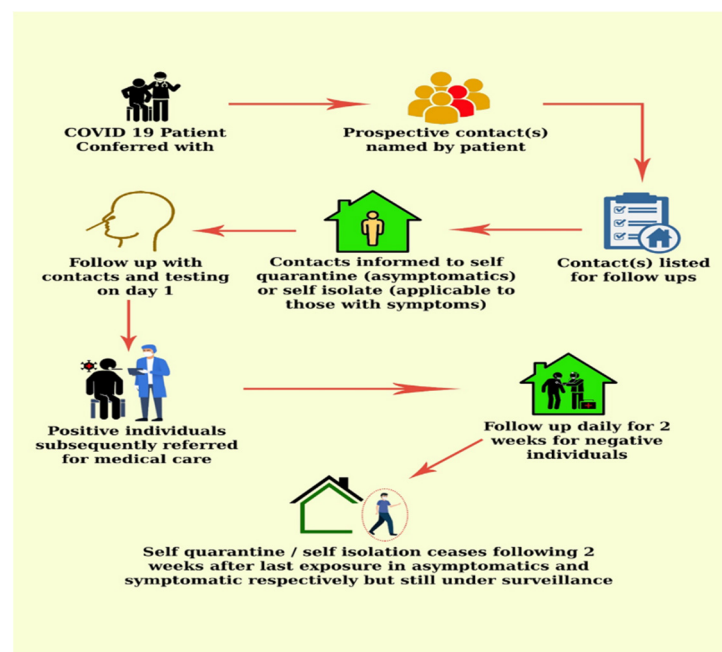 COVID 19 Patient
Conferred with
Prospective contact(s)
named by patient
Contact(s) listed
for follow ups
Contacts informed to self
quarantine (asymptomatics)
or self isolate (applicable to
those with symptoms)
Follow up with
contacts and testing
on day 1
Positive individuals
subsequently referred
for medical care
Follow up daily for 2
weeks for negative
individuals
Self quarantine / self isolation ceases following 2
weeks after last exposure in asymptomatics and
symptomatic respectively but still under surveillance